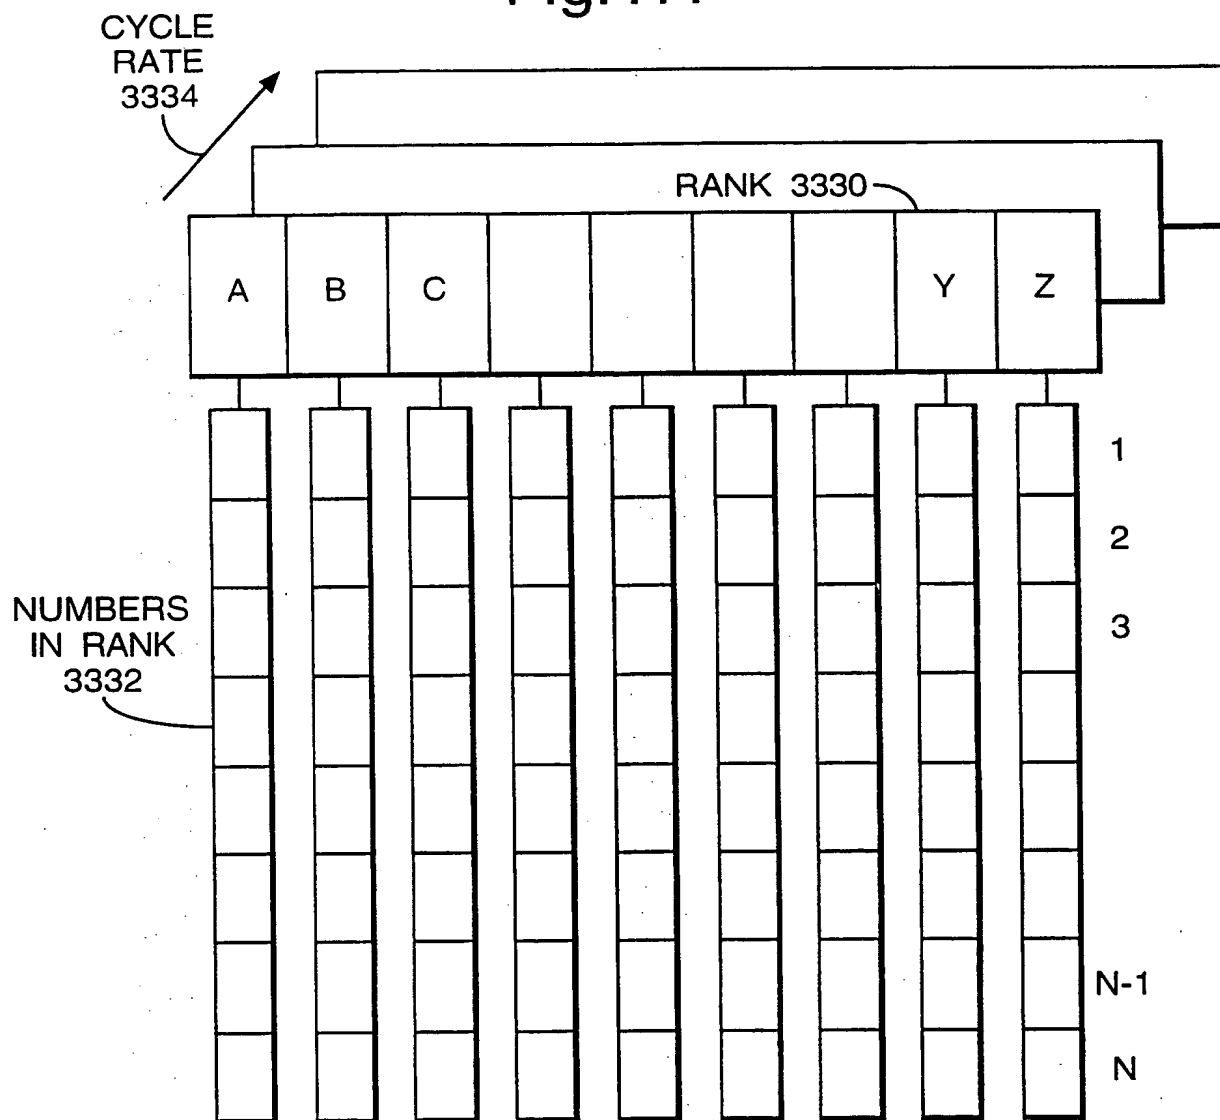 CYCLE
RATE
3334
RANK 3330
A B C Y Z
1
2
3
NUMBERS
IN RANK
3332
N-1
N